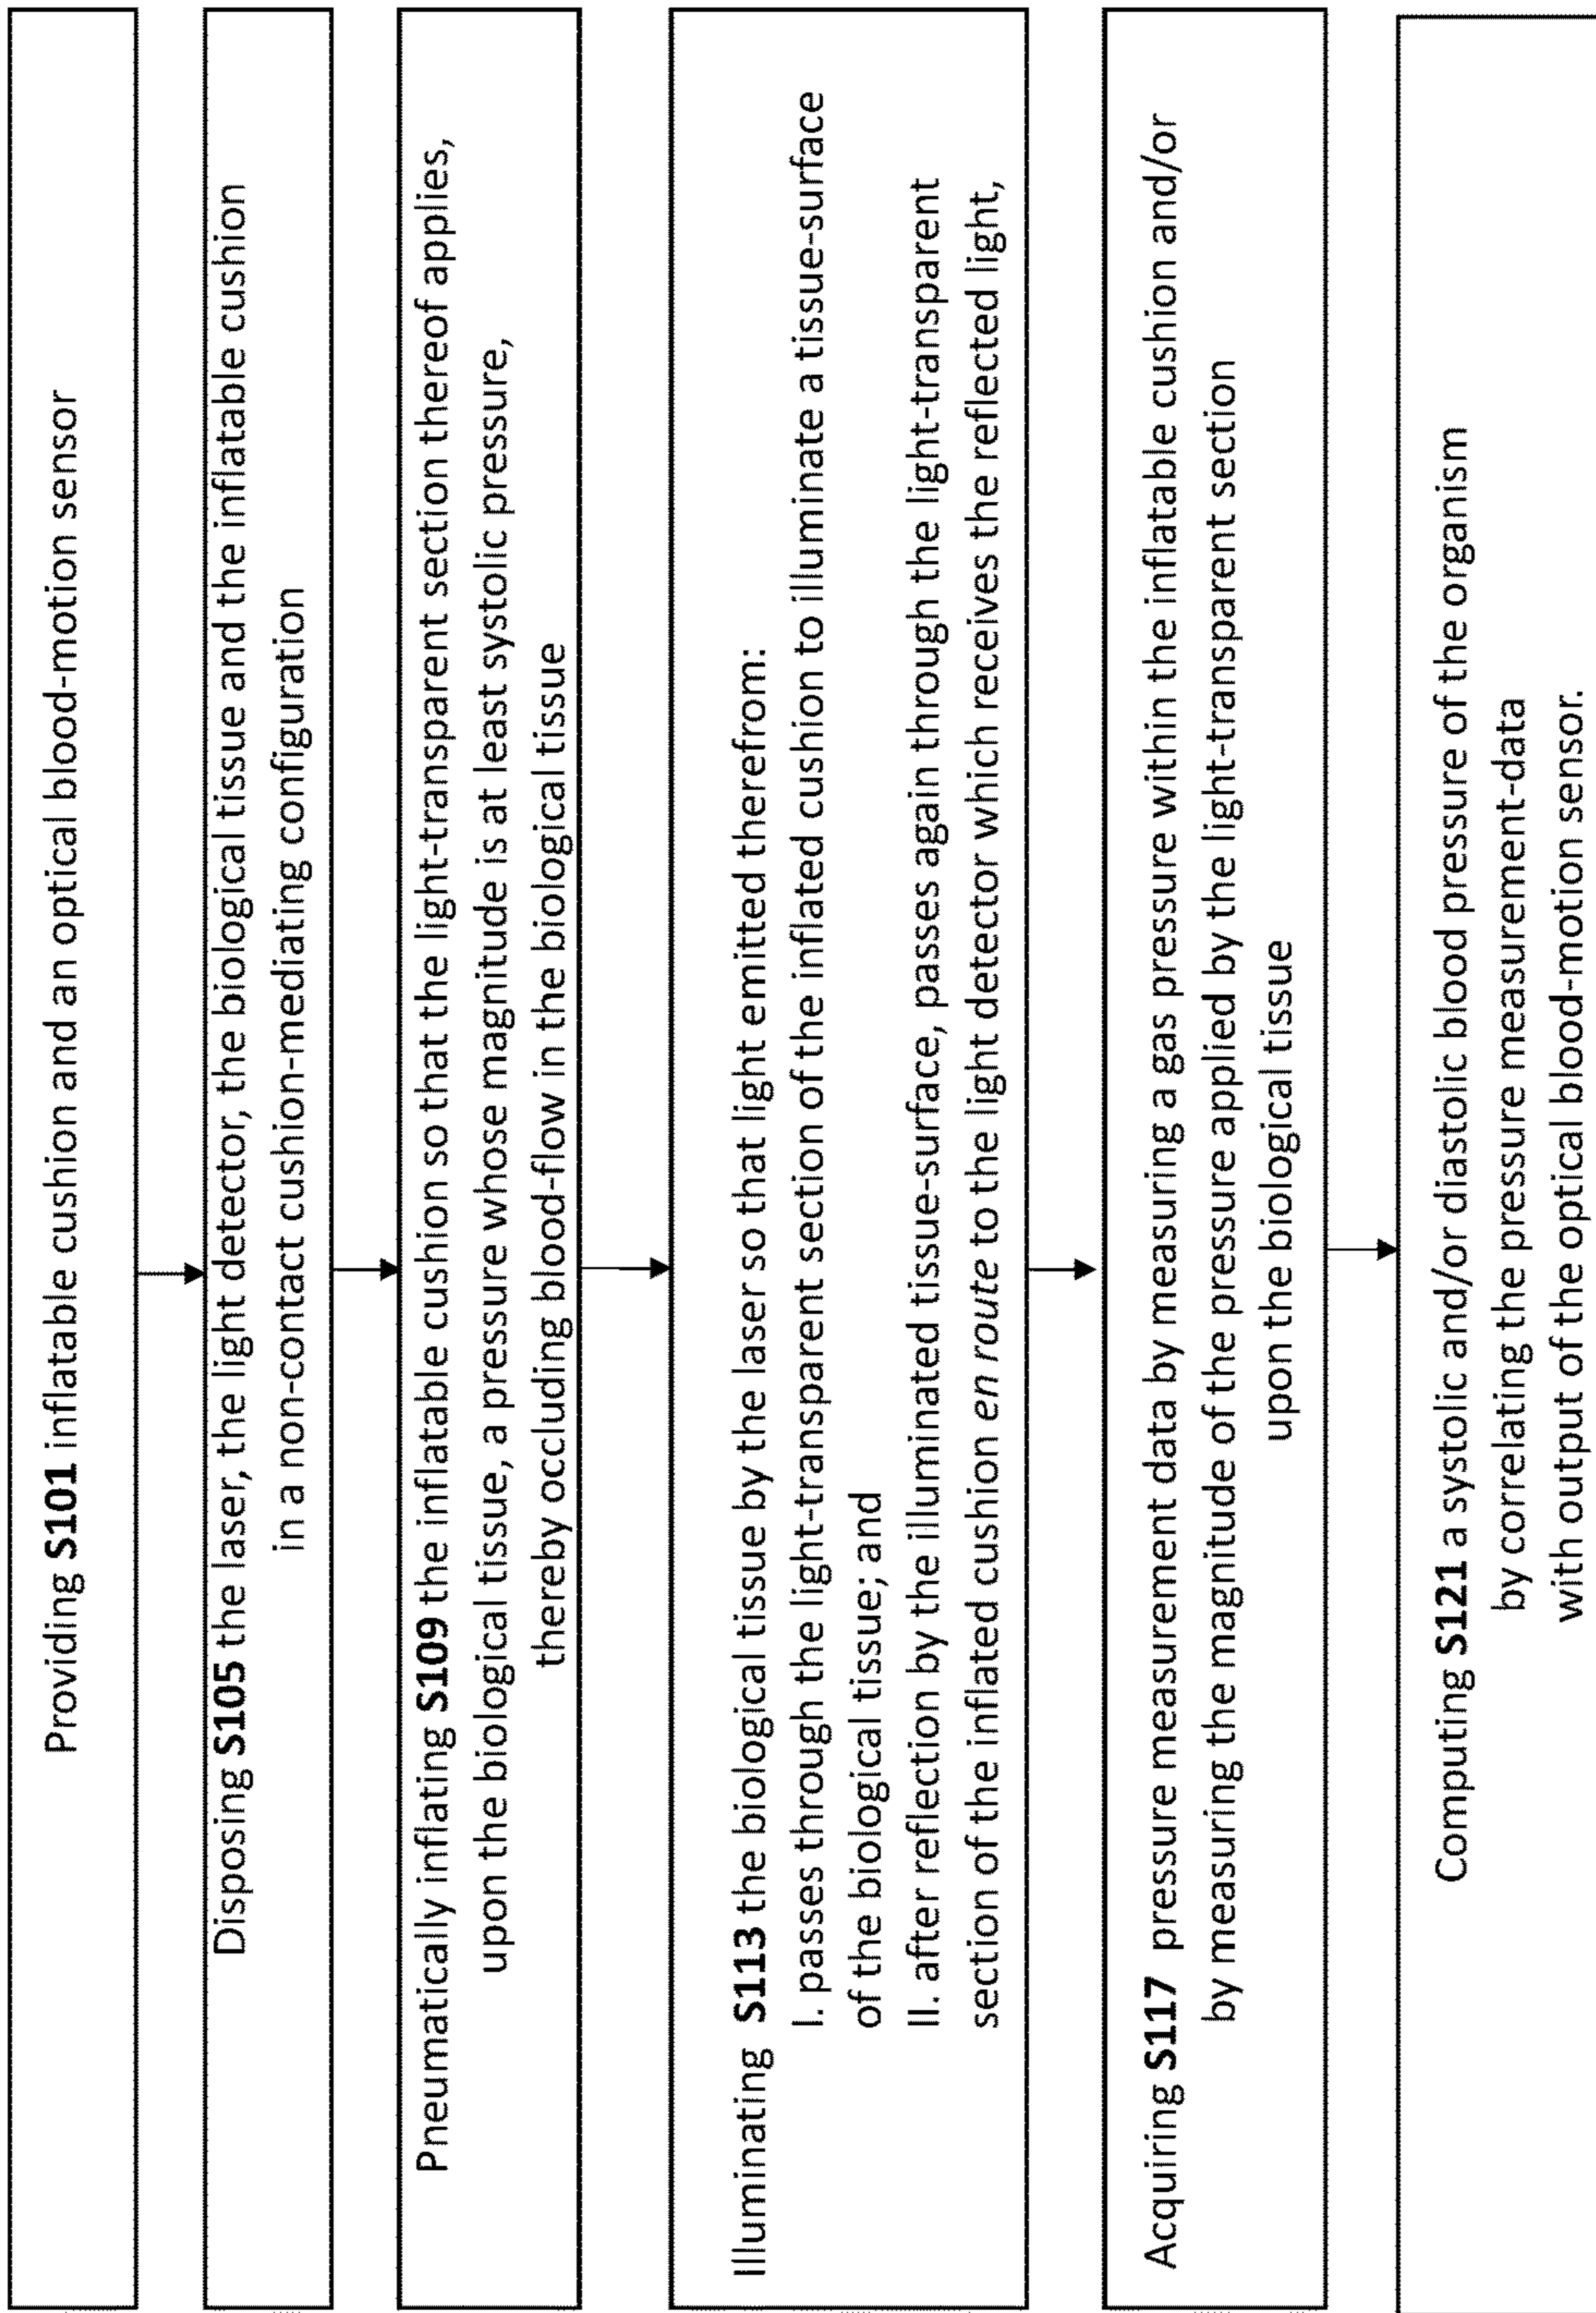 Providing S101 inflatable cushion and an optical blood-motion sensor
Disposing S105 the laser, the light detector, the biological tissue and the inflatable cushion
in a non-contact cushion-mediating configuration
Pneumatically inflating S109 the inflatable cushion so that the light-transparent section thereof applies,
upon the biological tissue, a pressure whose magnitude is at least systolic pressure,
thereby occluding blood-flow in the biological tissue
Illuminating S113 the biological tissue by the laser so that light emitted therefrom:
I. passes through the light-transparent section of the inflated cushion to illuminate a tissue-surface
of the biological tissue; and
II. after reflection by the illuminated tissue-surface, passes again through the light-transparent
section of the inflated cushion en route to the light detector which receives the reflected light,
Acquiring S117 pressure measurement data by measuring a gas pressure within the inflatable cushion and/or
by measuring the magnitude of the pressure applied by the light-transparent section
upon the biological tissue
Computing S121 a systolic and/or diastolic blood pressure of the organism
by correlating the pressure measurement-data
with output of the optical blood-motion sensor.